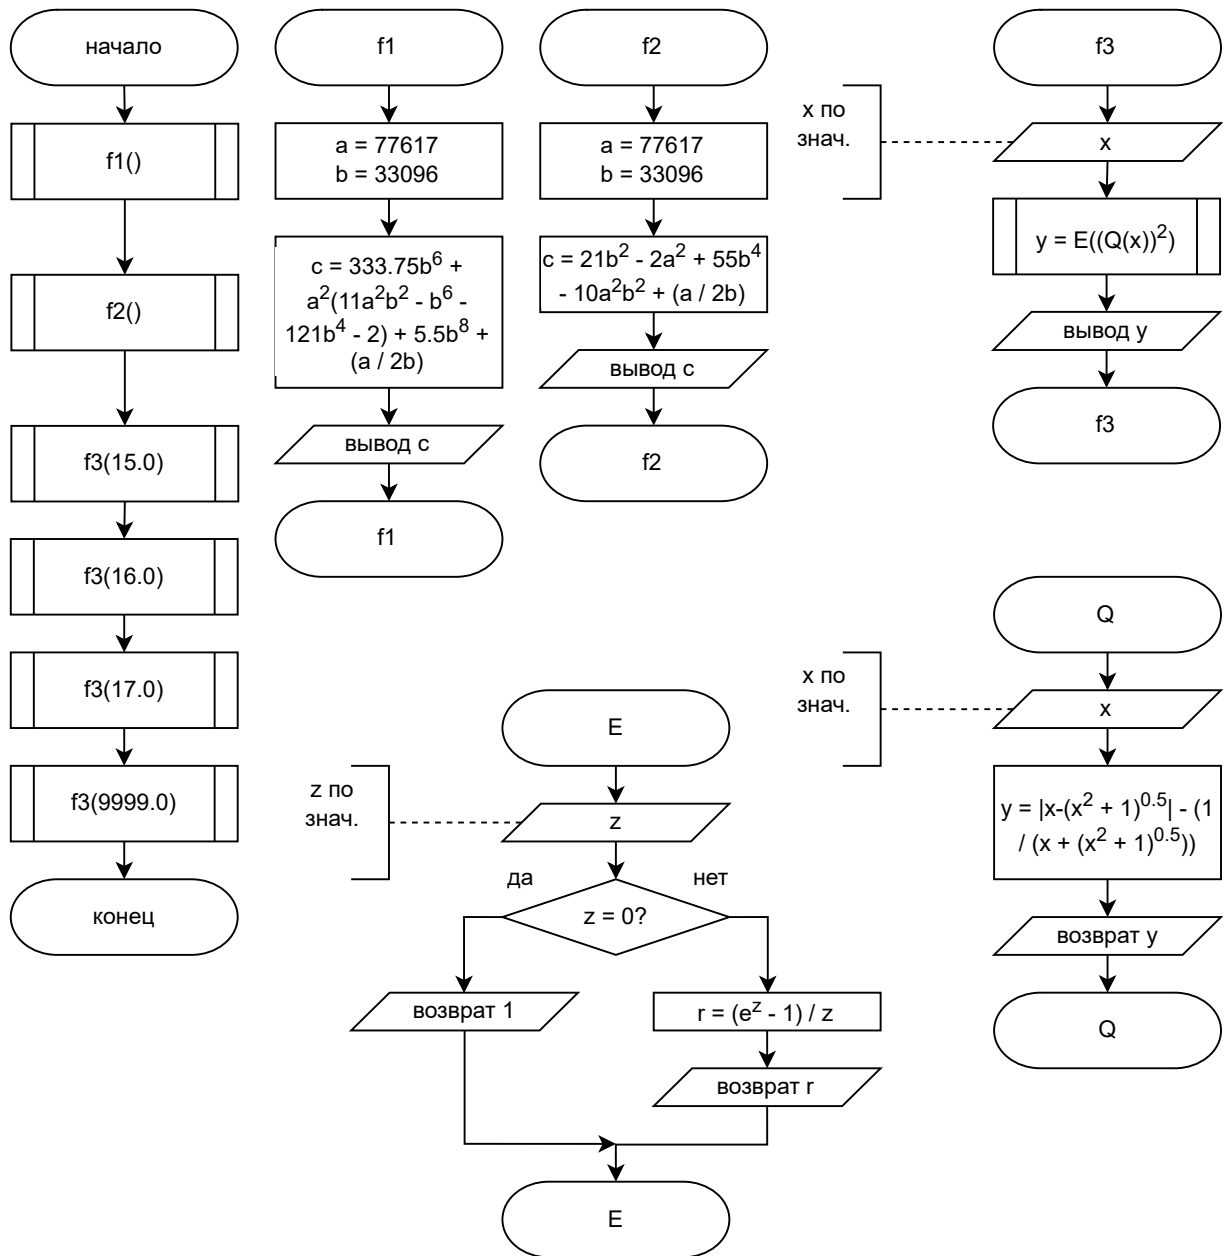 начало
f1()
f2()
f3(15.0)
f3(16.0)
f3(17.0)
f3(9999.0)
конец
f1
a = 77617
b = 33096
c = 333.75b⁶ +
a²(11a²b² - b⁶ -
121b⁴ - 2) + 5.5b⁸ +
(a / 2b)
вывод c
f1
f2
a = 77617
b = 33096
c = 21b² - 2a² + 55b⁴
- 10a²b² + (a / 2b)
вывод c
f2
f3
x по
знач.
x
y = E((Q(x))²)
вывод y
f3
E
z по
знач.
z
да
нет
z = 0?
возврат 1
r = (e^z - 1) / z
возврат r
E
Q
x по
знач.
x
y = |x-(x² + 1)^0.5| - (1
/ (x + (x² + 1)^0.5))
возврат y
Q